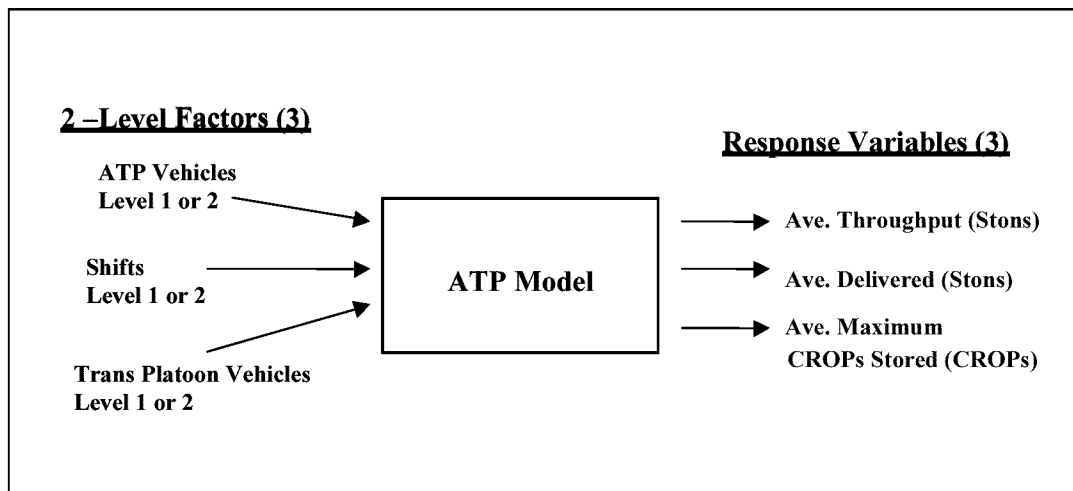 2 –Level Factors (3)
ATP Vehicles
Level 1 or 2
Shifts
Level 1 or 2
Trans Platoon Vehicles
Level 1 or 2
ATP Model
Response Variables (3)
Ave. Throughput (Stons)
Ave. Delivered (Stons)
Ave. Maximum
CROPs Stored (CROPs)